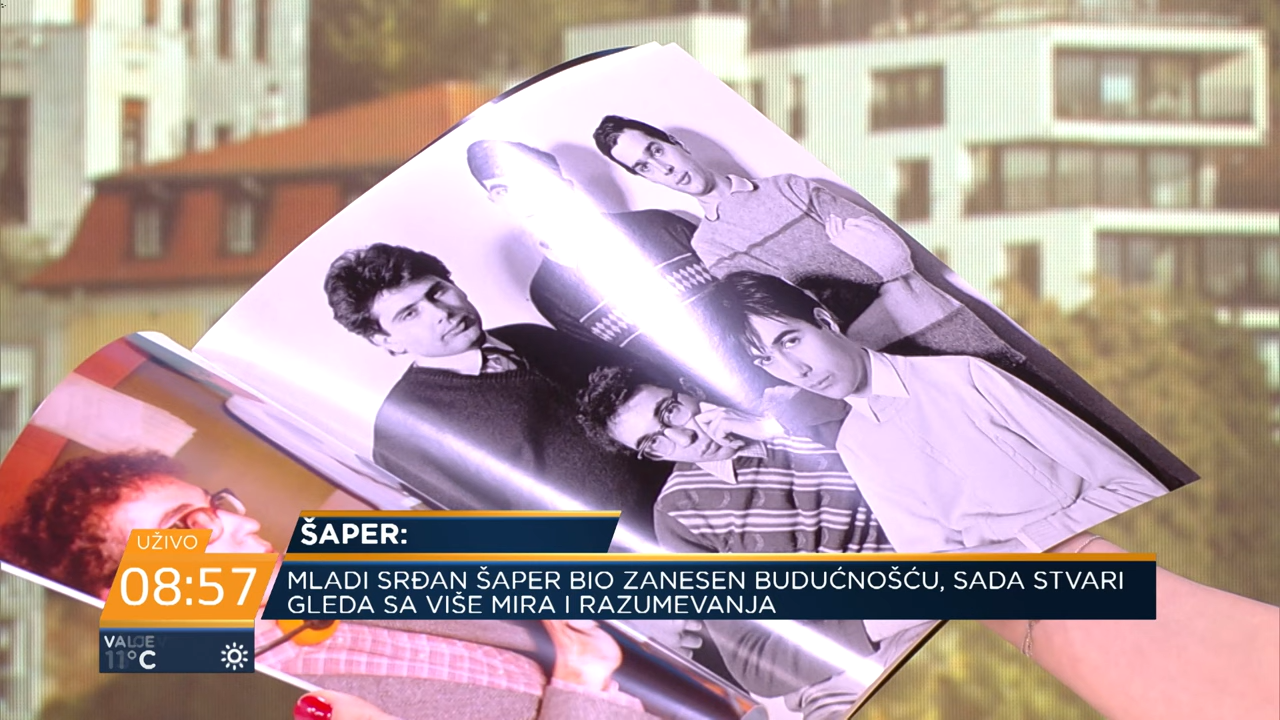 ŠAPER:
UŽIVO
08:57
MLADI SRĐAN ŠAPER BIO ZANESEN BUDUĆNOŠĆU, SADA STVARI
GLEDA SA VIŠE MIRA I RAZUMEVANJA
11°C